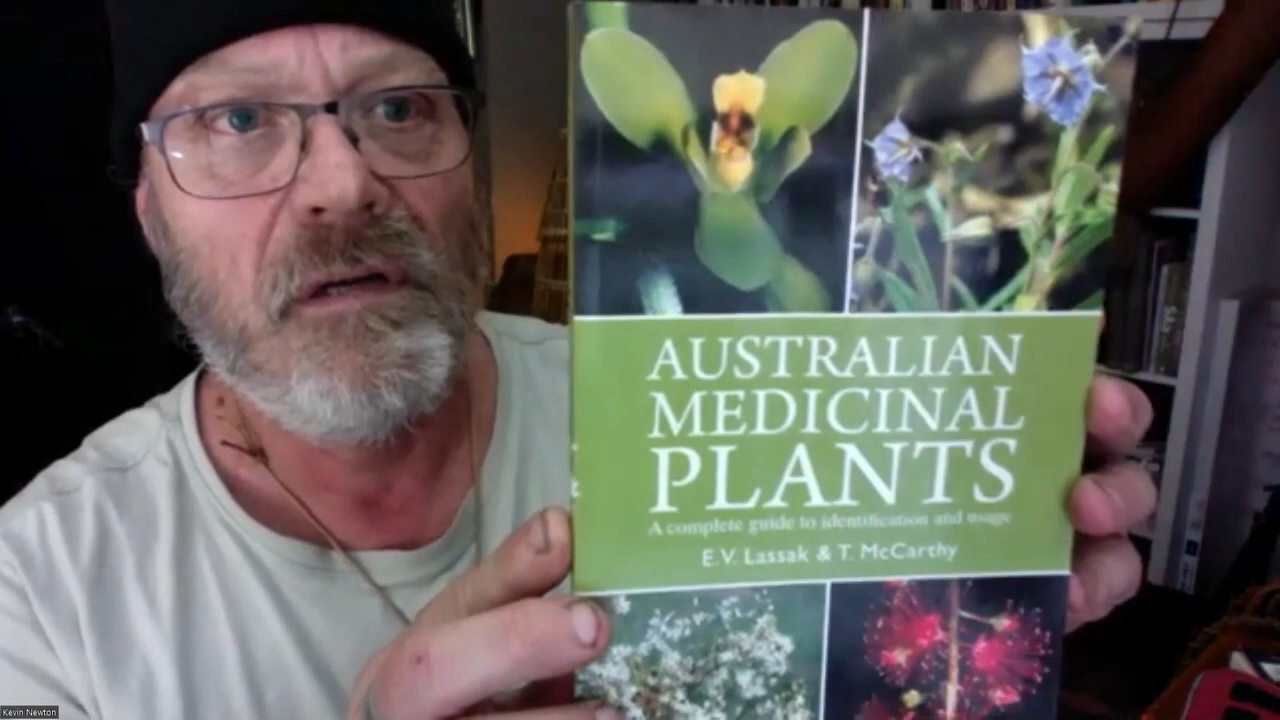 AUSTRALIAN
MEDICINAL
PLANTS
A complete guide to identification and usage
E.V. Lassak & T. McCarthy
Kevin Newton